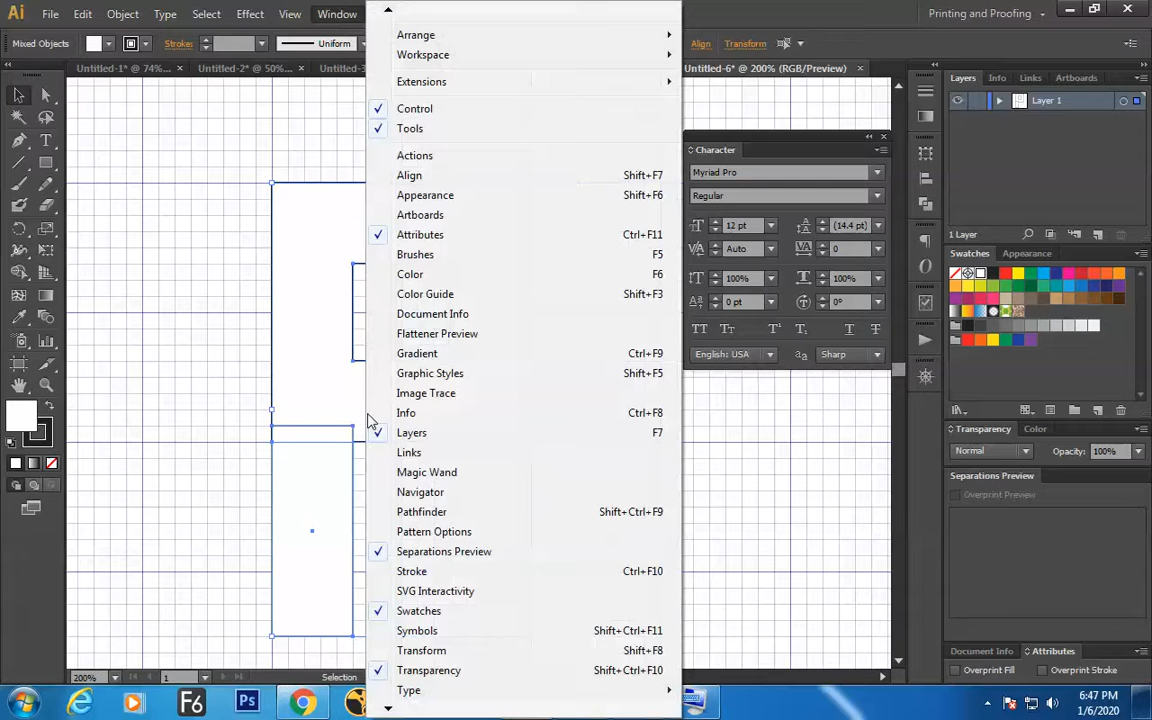 Ai File Edit Object Type Select Effect View Window Printing and Proofing
Mixed Objects Stroke: Uniform Align Transform
Untitled-1* @ 74%... Untitled-2* @ 50%... Untitled-3 Untitled-6* @ 200% (RGB/Preview)
Arrange
Workspace
Extensions
Control
Tools
Actions
Align Shift+F7
Appearance Shift+F6
Artboards
Attributes Ctrl+F11
Brushes F5
Color F6
Color Guide Shift+F3
Document Info
Flattener Preview
Gradient Ctrl+F9
Graphic Styles Shift+F5
Image Trace
Info Ctrl+F8
Layers F7
Links
Magic Wand
Navigator
Pathfinder Shift+Ctrl+F9
Pattern Options
Separations Preview
Stroke Ctrl+F10
SVG Interactivity
Swatches
Symbols Shift+Ctrl+F11
Transform Shift+F8
Transparency Shift+Ctrl+F10
Type
Character
Myriad Pro
Regular
12 pt (14.4 pt)
Auto 0
100% 100%
0 pt 0°
English: USA Sharp
Layers Info Links Artboards
Layer 1
1 Layer
Swatches Appearance
Transparency Color
Normal Opacity: 100%
Separations Preview
Overprint Preview
Document Info Attributes
Overprint Fill Overprint Stroke
200% 1 Selection
F6 Ps
6:47 PM
1/6/2020